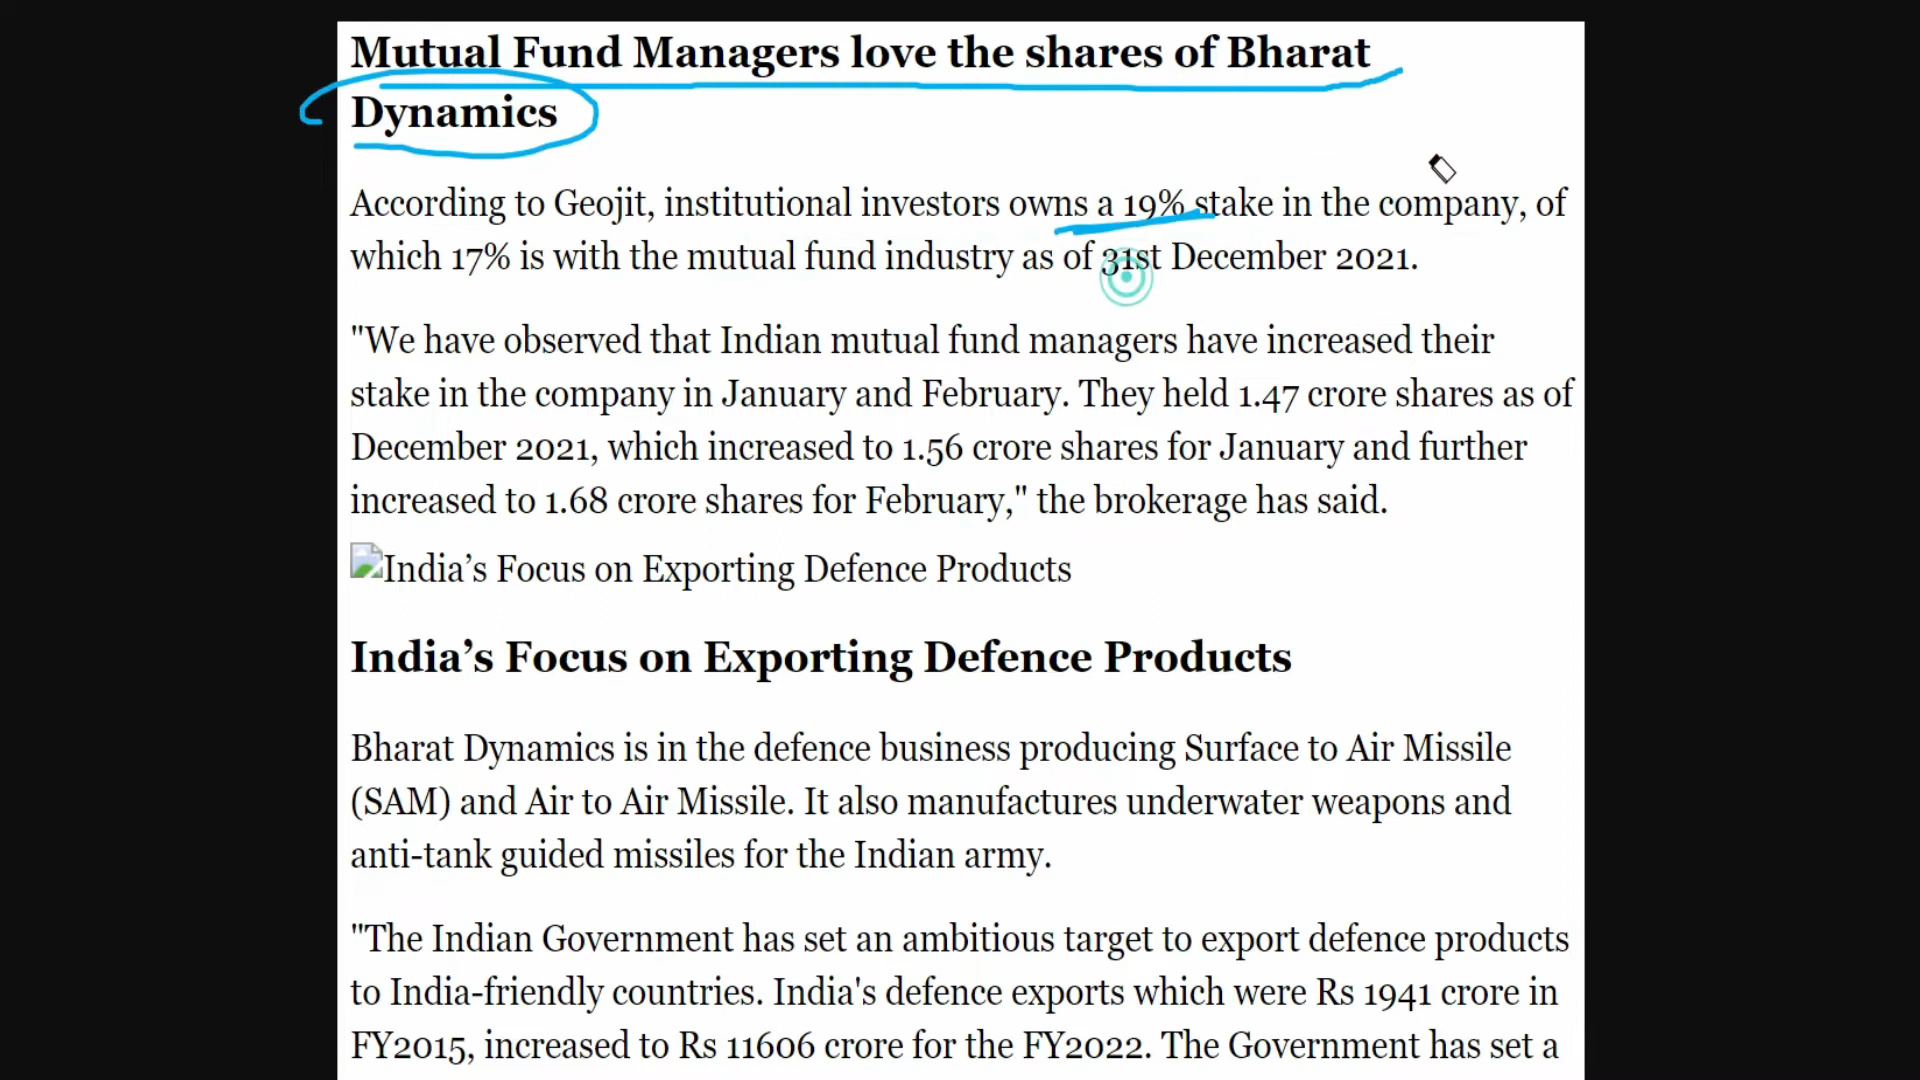 Mutual Fund Managers love the shares of Bharat
Dynamics
According to Geojit, institutional investors owns a 19% stake in the company, of
which 17% is with the mutual fund industry as of 31st December 2021.
"We have observed that Indian mutual fund managers have increased their
stake in the company in January and February. They held 1.47 crore shares as of
December 2021, which increased to 1.56 crore shares for January and further
increased to 1.68 crore shares for February," the brokerage has said.
India’s Focus on Exporting Defence Products
India’s Focus on Exporting Defence Products
Bharat Dynamics is in the defence business producing Surface to Air Missile
(SAM) and Air to Air Missile. It also manufactures underwater weapons and
anti-tank guided missiles for the Indian army.
"The Indian Government has set an ambitious target to export defence products
to India-friendly countries. India's defence exports which were Rs 1941 crore in
FY2015, increased to Rs 11606 crore for the FY2022. The Government has set a